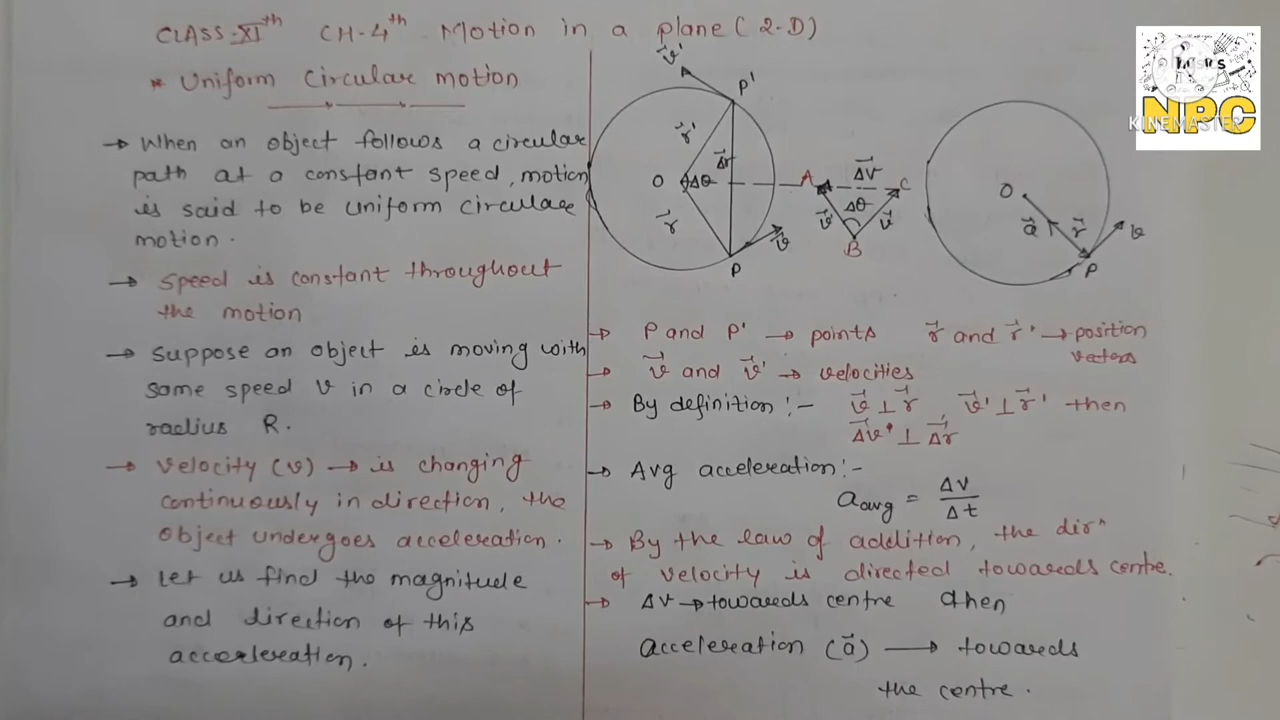 CLASS-XIth CH-4th Motion in a plane (2-D)
* Uniform Circular motion
→ When an object follows a circular
path at a constant speed, motion
is said to be uniform circular
motion.
→ Speed is constant throughout
the motion
→ Suppose an object is moving with
same speed v in a circle of
radius R.
→ Velocity (v) → is changing
continuously in direction, the
object undergoes acceleration.
→ Let us find the magnitude
and direction of this
accerlereation.
v⃗' P'
r⃗' Δr⃗
O Δθ
r⃗
P v⃗
A Δv⃗ C
Δθ
v⃗' v⃗
B
O
a⃗ r⃗ v
P
→ P and P' → points r⃗ and r⃗' → position
vetors
→ v⃗ and v⃗' → velocities
→ By definition :- v⃗ ⊥ r⃗, v⃗' ⊥ r⃗' then
Δv⃗ ⊥ Δr⃗
→ Avg acceleration :-
aavg = Δv/Δt
→ By the law of addition, the dirn
of velocity is directed towards centre.
→ Δv → towards centre then
acceleration (a⃗) → towards
the centre.
PHYSICS
NPC
KINEMASTER